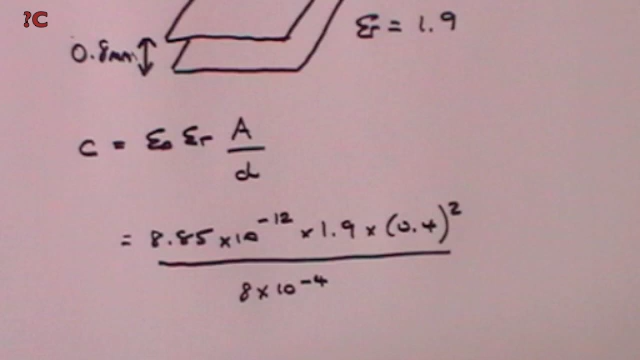 ?C
εr = 1.9
0.8mm
C = ε0 εr A/d
= 8.85 × 10^-12 × 1.9 × (0.4)^2
8 × 10^-4